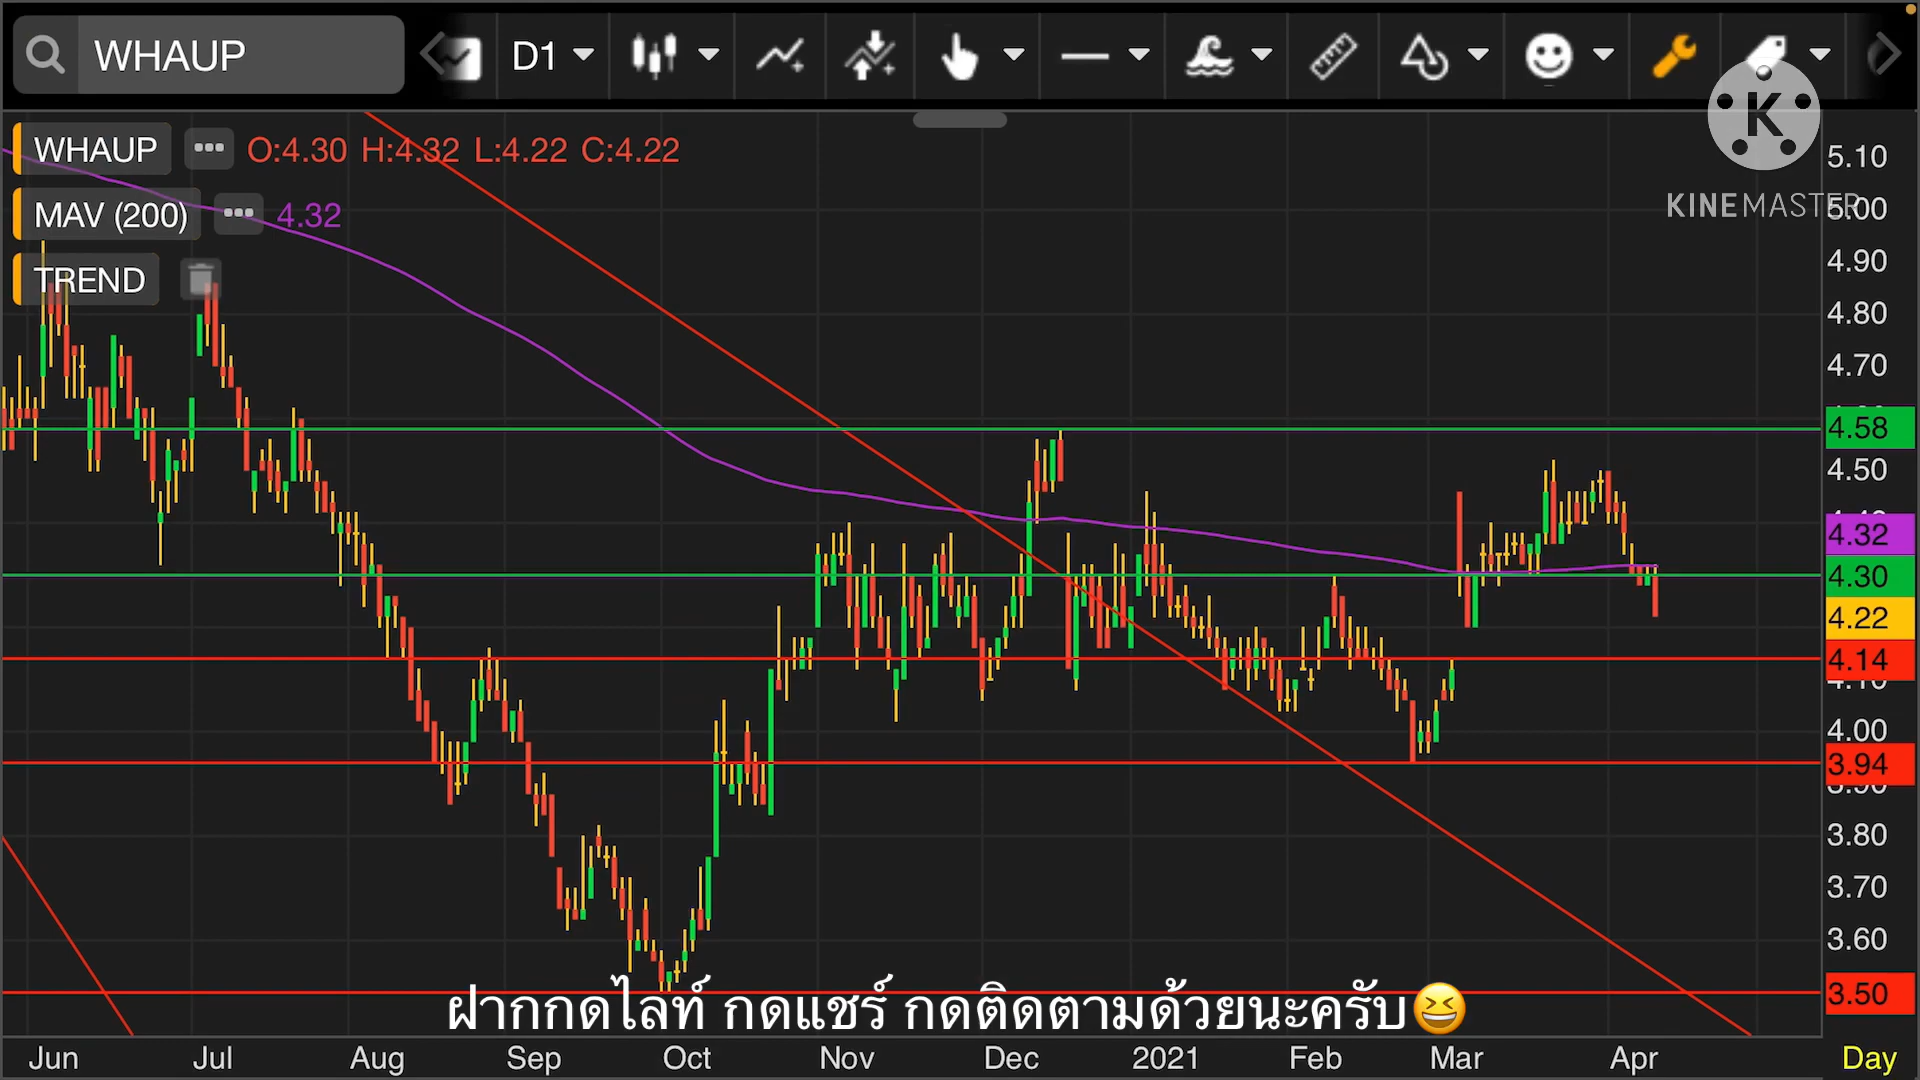 WHAUP
D1
WHAUP ••• O:4.30 H:4.32 L:4.22 C:4.22
MAV (200) ••• 4.32
TREND
K
KINEMASTER
5.10
5.00
4.90
4.80
4.70
4.58
4.50
4.32
4.30
4.22
4.14
4.10
4.00
3.94
3.90
3.80
3.70
3.60
3.50
ฝากกดไลท์ กดแชร์ กดติดตามด้วยนะครับ😆
Jun Jul Aug Sep Oct Nov Dec 2021 Feb Mar Apr Day